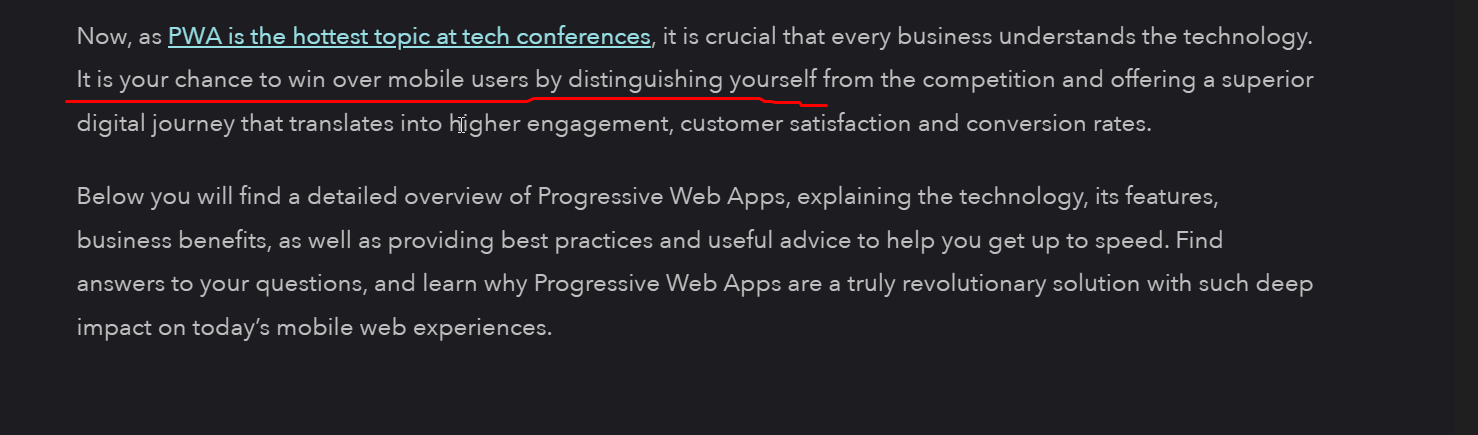 Now, as PWA is the hottest topic at tech conferences, it is crucial that every business understands the technology.
It is your chance to win over mobile users by distinguishing yourself from the competition and offering a superior
digital journey that translates into higher engagement, customer satisfaction and conversion rates.
Below you will find a detailed overview of Progressive Web Apps, explaining the technology, its features,
business benefits, as well as providing best practices and useful advice to help you get up to speed. Find
answers to your questions, and learn why Progressive Web Apps are a truly revolutionary solution with such deep
impact on today’s mobile web experiences.